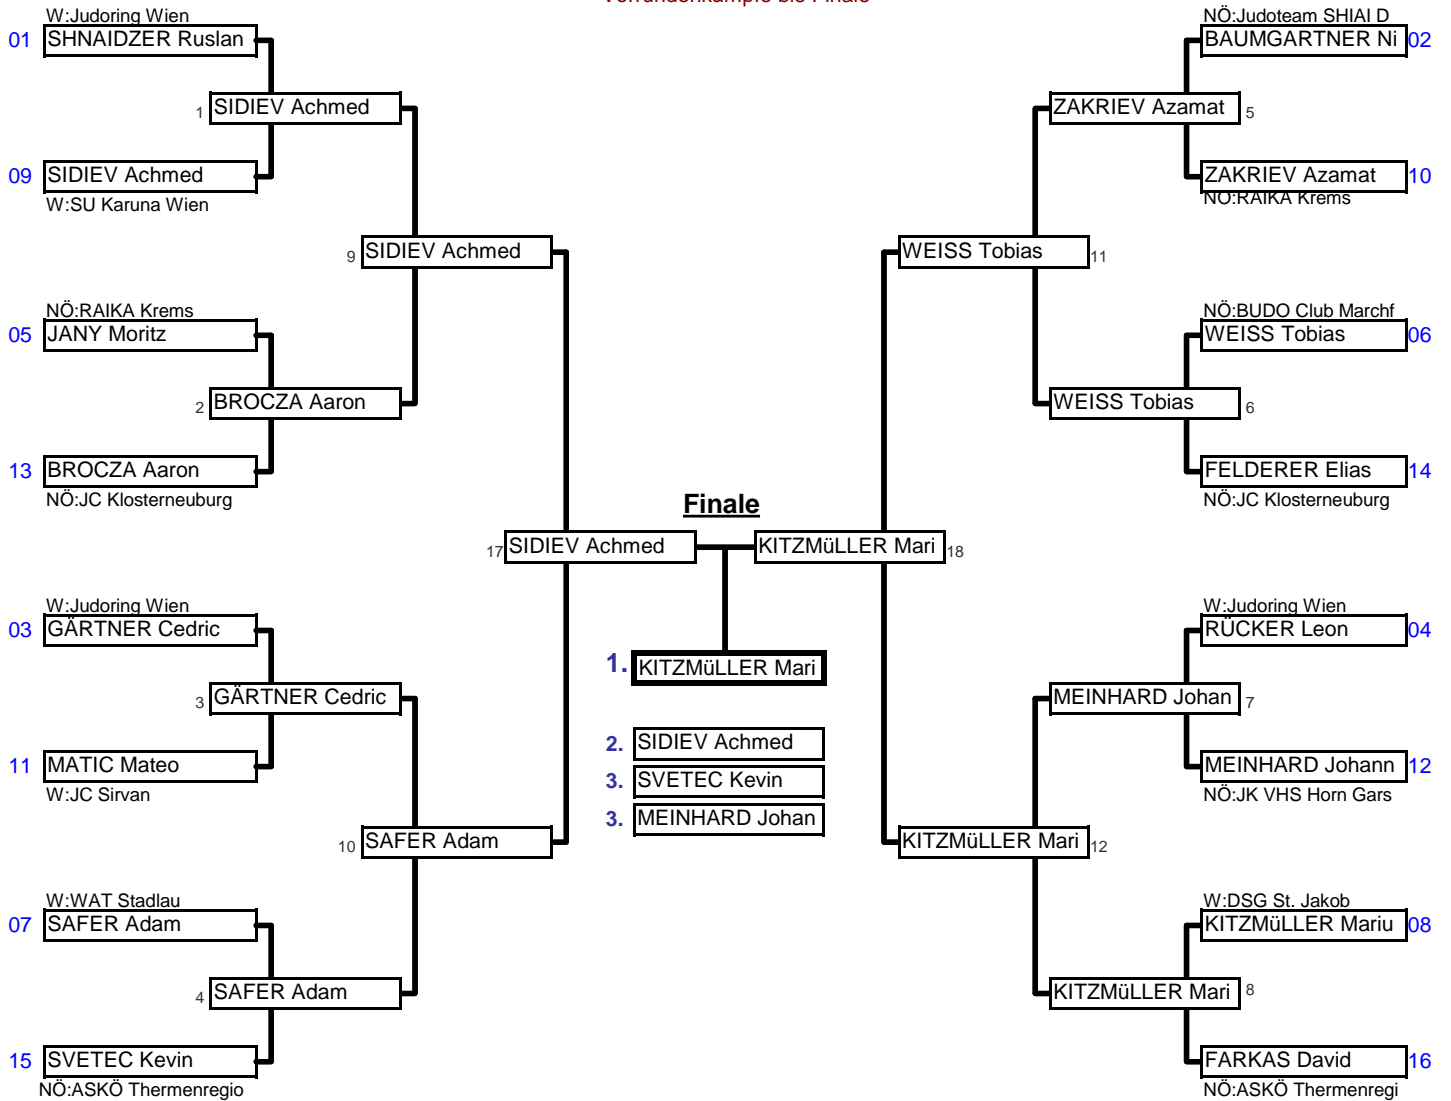 Vorrundenkämpfe bis Finale
W:Judoring Wien
01 SHNAIDZER Ruslan
1 SIDIEV Achmed
09 SIDIEV Achmed
W:SU Karuna Wien
9 SIDIEV Achmed
NÖ:RAIKA Krems
05 JANY Moritz
2 BROCZA Aaron
13 BROCZA Aaron
NÖ:JC Klosterneuburg
17 SIDIEV Achmed
W:Judoring Wien
03 GÄRTNER Cedric
3 GÄRTNER Cedric
11 MATIC Mateo
W:JC Sirvan
10 SAFER Adam
W:WAT Stadlau
07 SAFER Adam
4 SAFER Adam
15 SVETEC Kevin
NÖ:ASKÖ Thermenregio
Finale
1. KITZMüLLER Mari
2. SIDIEV Achmed
3. SVETEC Kevin
3. MEINHARD Johan
NÖ:Judoteam SHIAI D
BAUMGARTNER Ni 02
ZAKRIEV Azamat 5
ZAKRIEV Azamat 10
NÖ:RAIKA Krems
WEISS Tobias 11
NÖ:BUDO Club Marchf
WEISS Tobias 06
WEISS Tobias 6
FELDERER Elias 14
NÖ:JC Klosterneuburg
KITZMüLLER Mari 18
W:Judoring Wien
RÜCKER Leon 04
MEINHARD Johan 7
MEINHARD Johann 12
NÖ:JK VHS Horn Gars
KITZMüLLER Mari 12
W:DSG St. Jakob
KITZMüLLER Mariu 08
KITZMüLLER Mari 8
FARKAS David 16
NÖ:ASKÖ Thermenregi